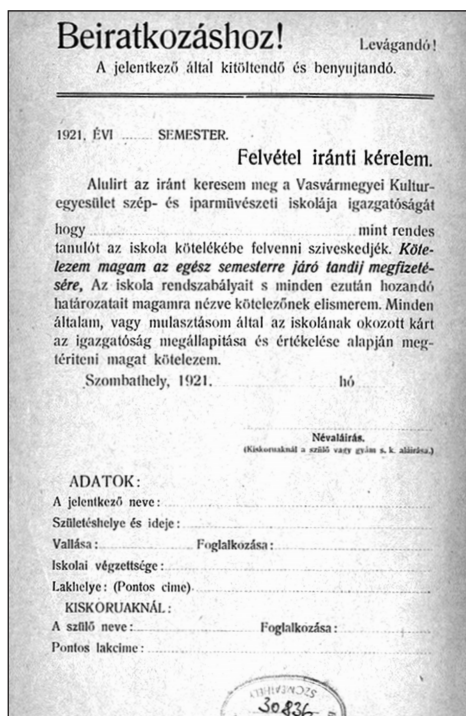 Beiratkozáshoz! Levágandó!
A jelentkező által kitöltendő és benyujtandó.
1921. ÉVI ........ SEMESTER.
Felvétel iránti kérelem.
Alulirt az iránt keresem meg a Vasvármegyei Kultur-
egyesület szép- és iparművészeti iskolája igazgatóságát
hogy ........ mint rendes
tanulót az iskola kötelékébe felvenni sziveskedjék. Köte-
lezem magam az egész semesterre járó tandij megfizeté-
sére, Az iskola rendszabályait s minden ezután hozandó
határozatait magamra nézve kötelezőnek elismerem. Minden
általam, vagy mulasztásom által az iskolának okozott kárt
az igazgatóság megállapitása és értékelése alapján meg-
tériteni magat kötelezem.
Szombathely, 1921. ........ hó
Névaláirás.
(Kiskoruaknál a szülő vagy gyám s. k. aláirása.)
ADATOK:
A jelentkező neve: ........
Születéshelye és ideje: ........
Vallása: ........ Foglalkozása: ........
Iskolai végzettsége: ........
Lakhelye: (Pontos cime) ........
KISKORUAKNÁL:
A szülő neve: ........ Foglalkozása: ........
Pontos lakcime: ........
30836